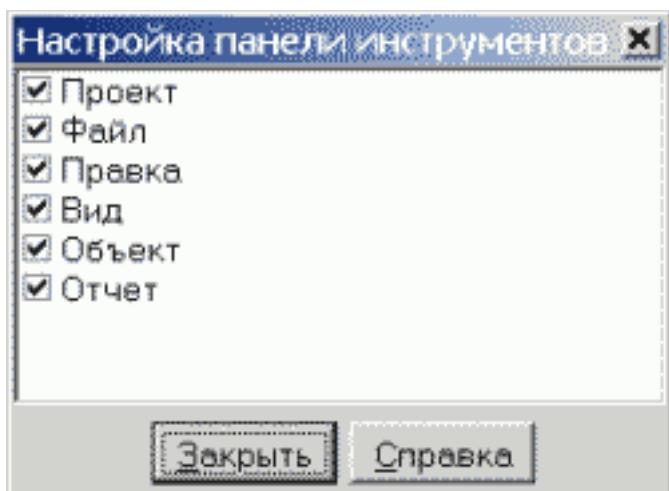 Настройка панели инструментов
Проект
Файл
Правка
Вид
Объект
Отчет
Закрыть Справка